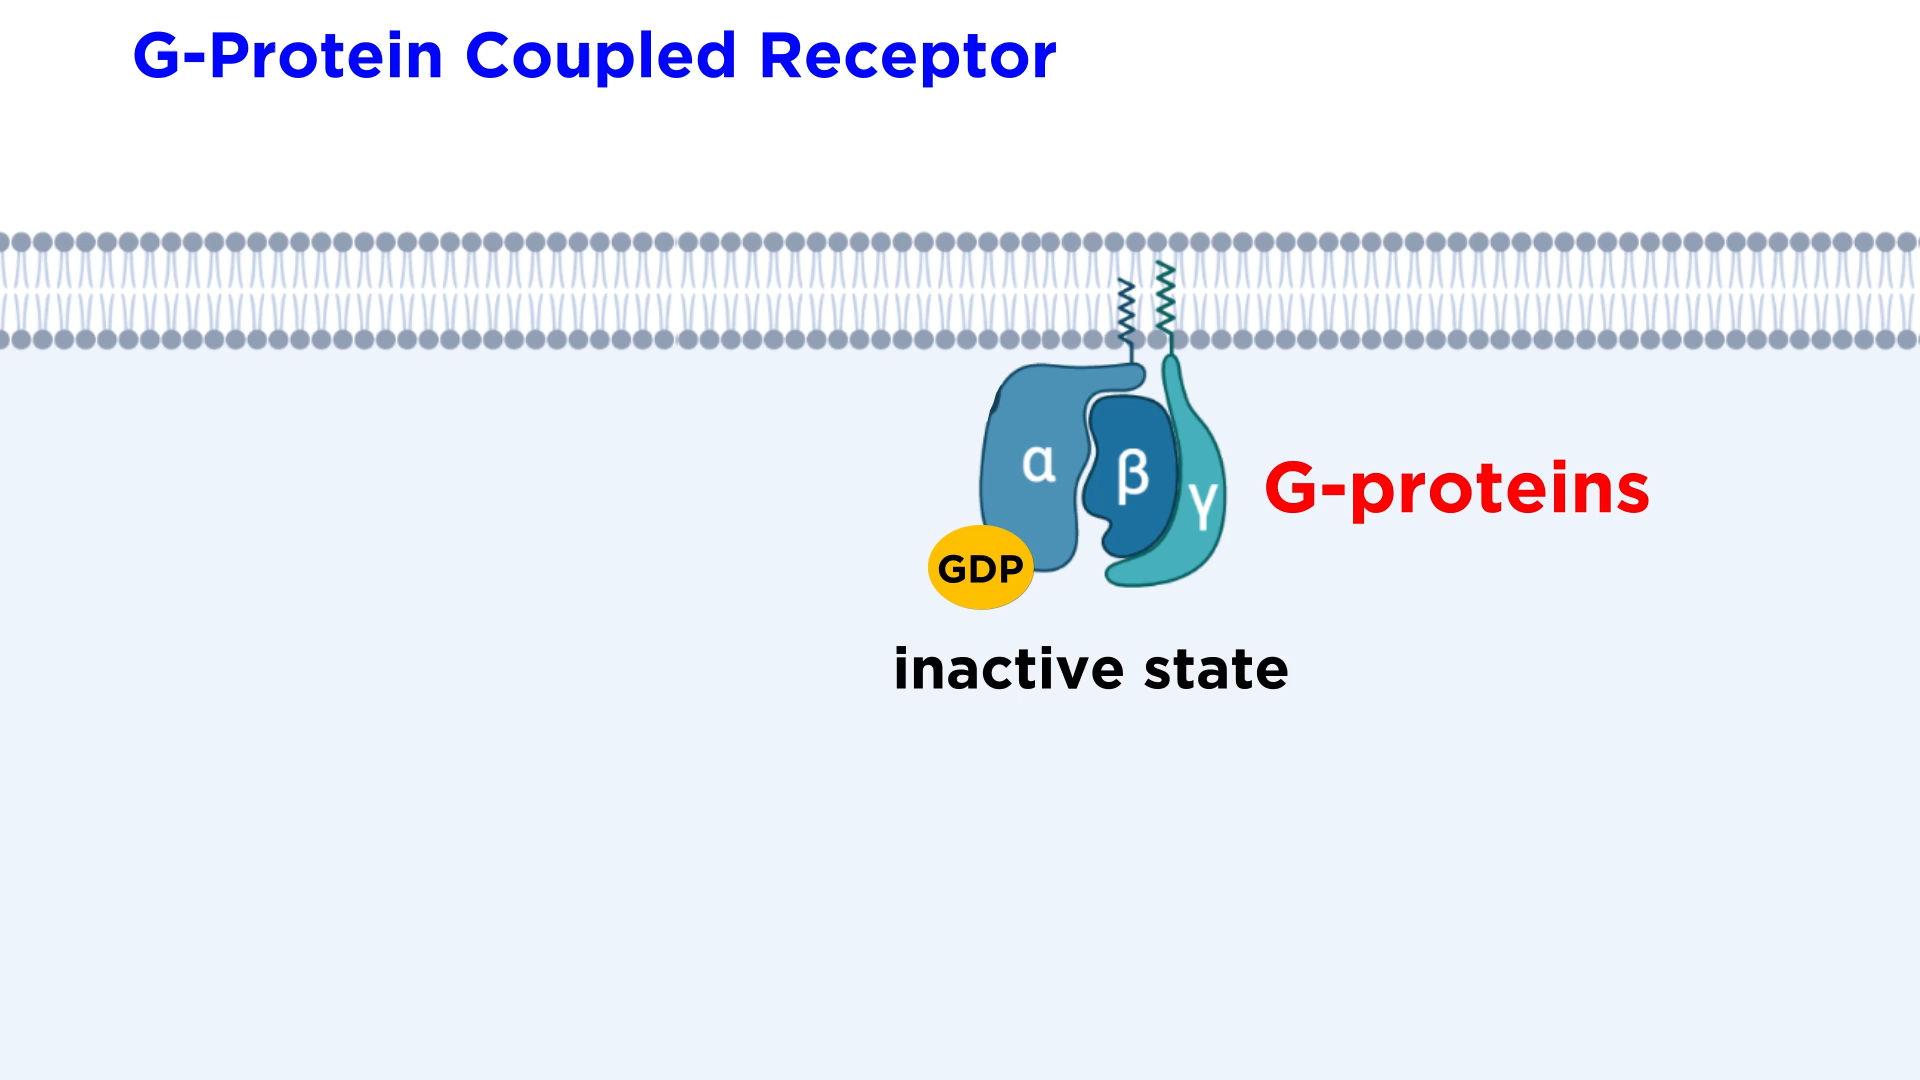 G-Protein Coupled Receptor
α
β
γ
G-proteins
GDP
inactive state